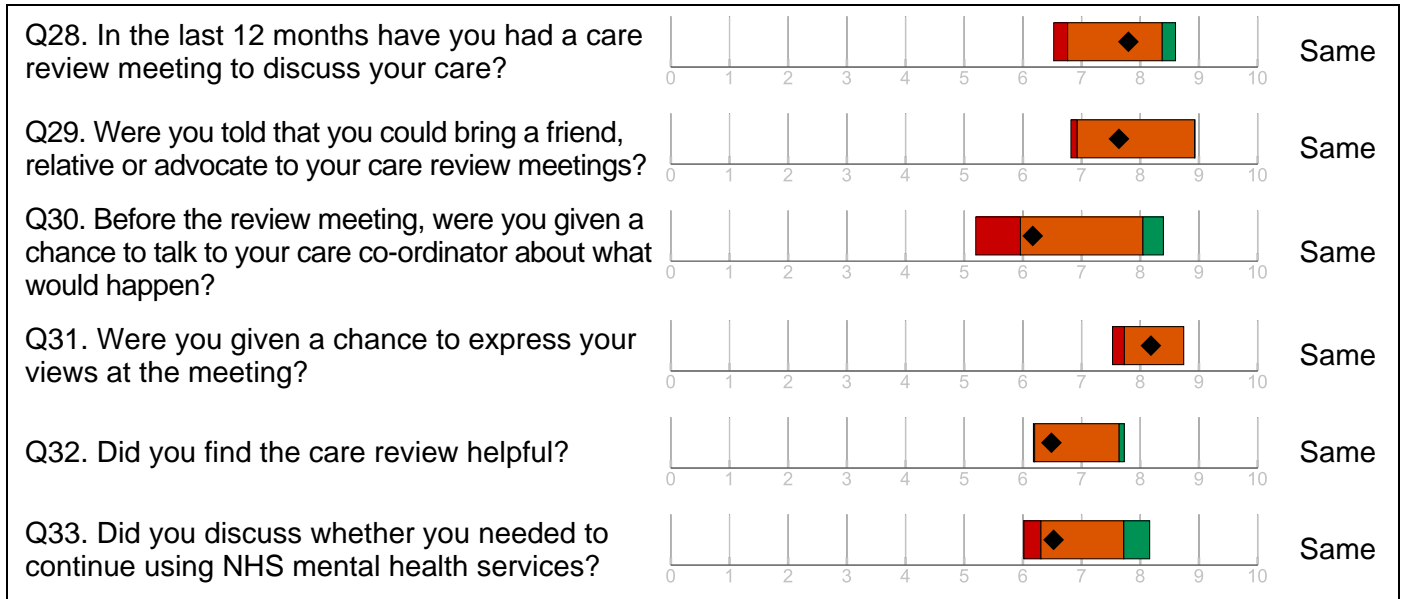 Q28. In the last 12 months have you had a care
review meeting to discuss your care?
0 1 2 3 4 5 6 7 8 9 10
Same
Q29. Were you told that you could bring a friend,
relative or advocate to your care review meetings?
0 1 2 3 4 5 6 7 8 9 10
Same
Q30. Before the review meeting, were you given a
chance to talk to your care co-ordinator about what
would happen?
0 1 2 3 4 5 6 7 8 9 10
Same
Q31. Were you given a chance to express your
views at the meeting?
0 1 2 3 4 5 6 7 8 9 10
Same
Q32. Did you find the care review helpful?
0 1 2 3 4 5 6 7 8 9 10
Same
Q33. Did you discuss whether you needed to
continue using NHS mental health services?
0 1 2 3 4 5 6 7 8 9 10
Same